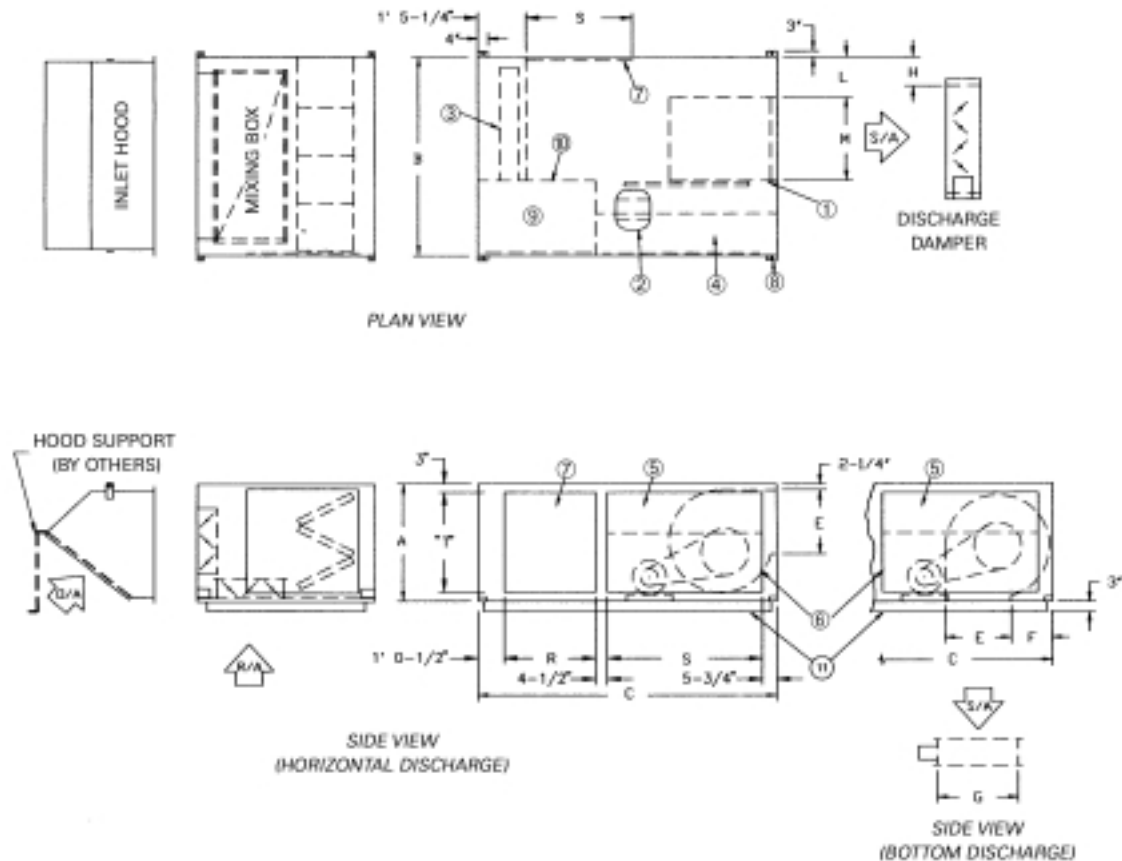 1' 5-1/4"
S
4"
3"
L
H
INLET HOOD
MIXING BOX
3
7
10
M
S/A
9
1
DISCHARGE
DAMPER
2
4
8
PLAN VIEW
HOOD SUPPORT
(BY OTHERS)
3"
7
5
2-1/4"
5
A
"T"
E
O/A
3"
6
E
F
R/A
1' 0-1/2"
R
S
11
C
4-1/2"
5-3/4"
C
S/A
SIDE VIEW
(HORIZONTAL DISCHARGE)
G
SIDE VIEW
(BOTTOM DISCHARGE)